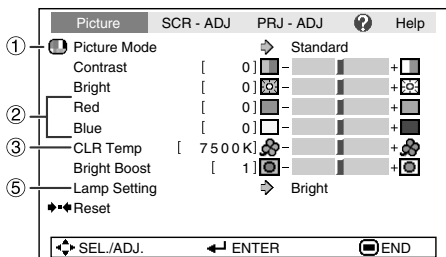 Picture SCR - ADJ PRJ - ADJ ? Help
① Picture Mode Standard
Contrast [ 0 ] - +
Bright [ 0 ] - +
② Red [ 0 ] - +
Blue [ 0 ] - +
③ CLR Temp [ 7500K ] - +
Bright Boost [ 1 ] - +
⑤ Lamp Setting Bright
Reset
SEL./ADJ. ENTER END